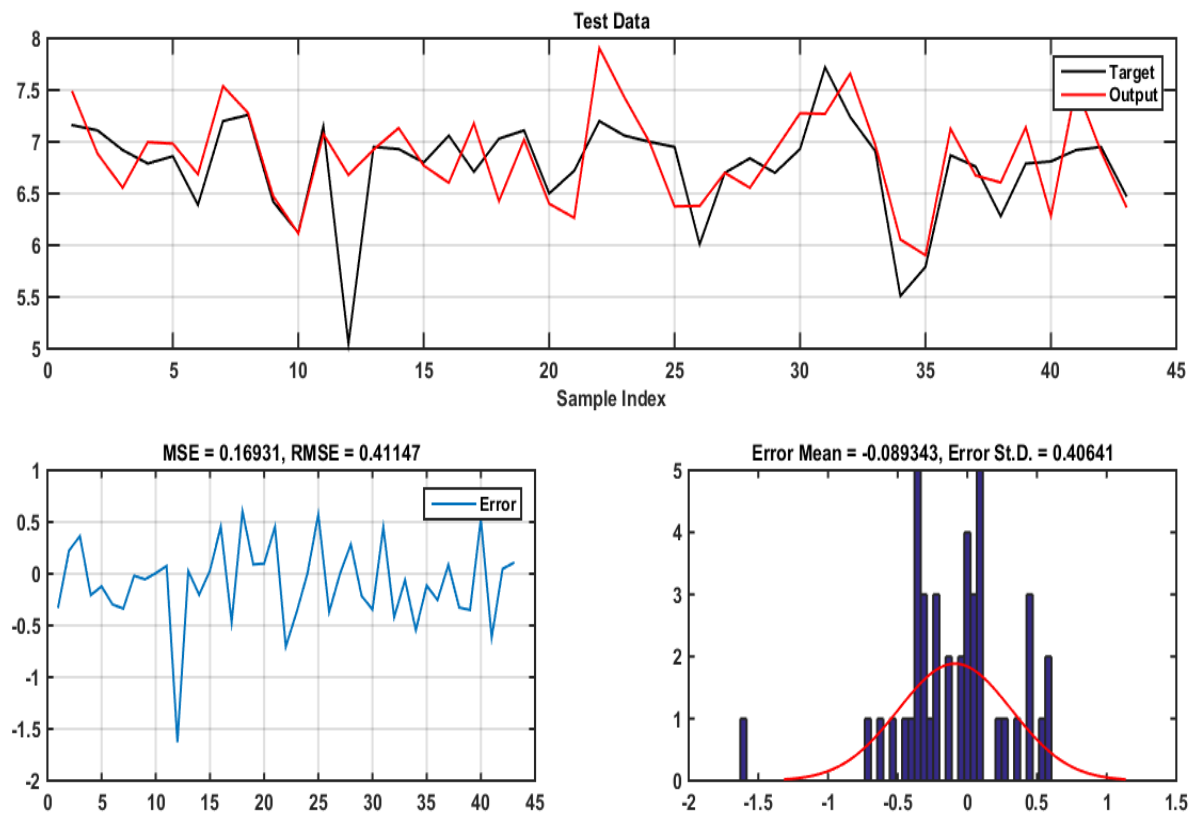 Test Data
8
7.5
7
6.5
6
5.5
5
0 5 10 15 20 25 30 35 40 45
Sample Index
Target
Output
MSE = 0.16931, RMSE = 0.41147
1
0.5
0
-0.5
-1
-1.5
-2
0 5 10 15 20 25 30 35 40 45
Error
Error Mean = -0.089343, Error St.D. = 0.40641
5
4
3
2
1
0
-2 -1.5 -1 -0.5 0 0.5 1 1.5